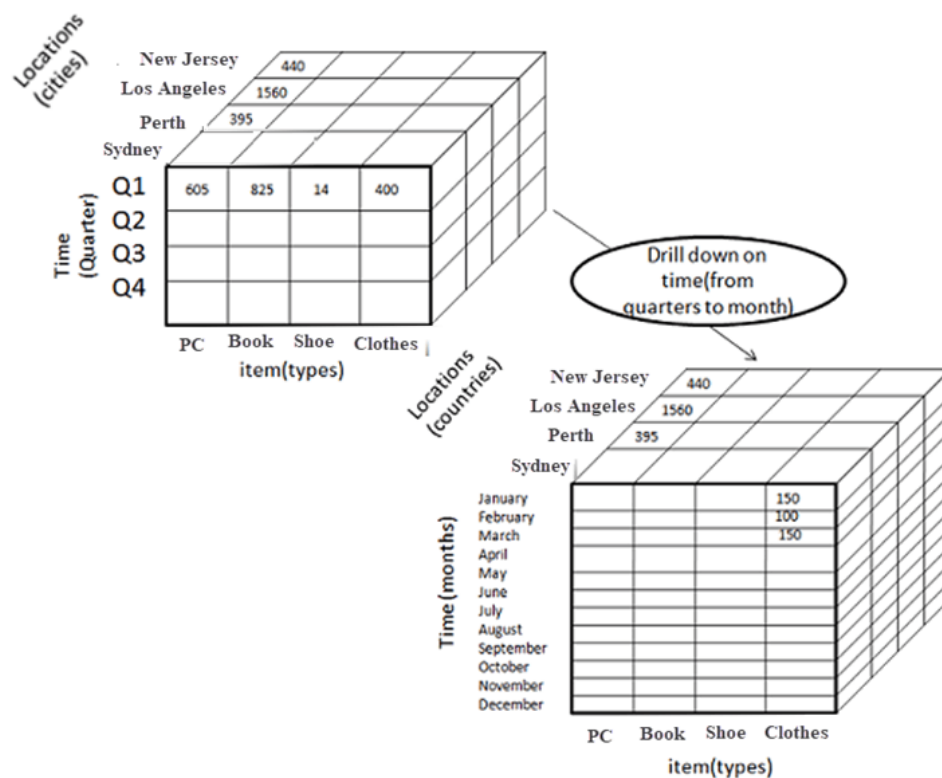 Locations
(cities)
New Jersey
Los Angeles
Perth
Sydney
440
1560
395
Time
(Quarter)
Q1
Q2
Q3
Q4
605 825 14 400
PC Book Shoe Clothes
item(types)
Drill down on
time(from
quarters to month)
Locations
(countries)
New Jersey
Los Angeles
Perth
Sydney
440
1560
395
Time(months)
January 150
February 100
March 150
April
May
June
July
August
September
October
November
December
PC Book Shoe Clothes
item(types)